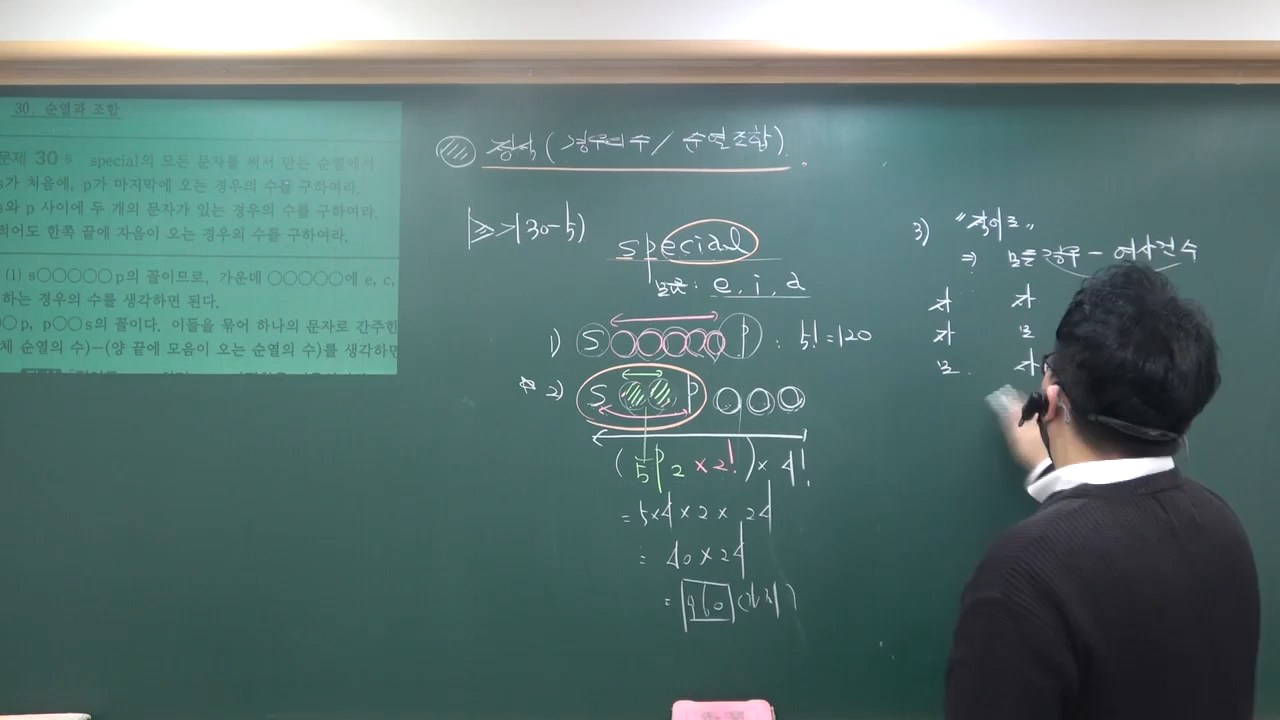 30. 순열과 조합
문제 30 5 special의 모든 문자를 써서 만든 순열에서
s가 처음에, p가 마지막에 오는 경우의 수를 구하여라.
s와 p 사이에 두 개의 문자가 있는 경우의 수를 구하여라.
적어도 한쪽 끝에 자음이 오는 경우의 수를 구하여라.
(1) s○○○○○p의 꼴이므로, 가운데 ○○○○○에 e, c,
하는 경우의 수를 생각하면 된다.
○p, p○○s의 꼴이다. 이들을 묶어 하나의 문자로 간주한
체 순열의 수)-(양 끝에 모음이 오는 순열의 수)를 생각하면
정석 (경우의 수 / 순열조합)
30-5)
special
모음: e, i, a
1) S○○○○○P : 5! = 120
2) S P ○○○
(5P2 × 2!) × 4!
= 5×4 × 2 × 24
= 40 × 24
= 960 (가지)
3) "적어도"
⇒ 모든 경우 - 여사건 수
자 자
자 모
모 자